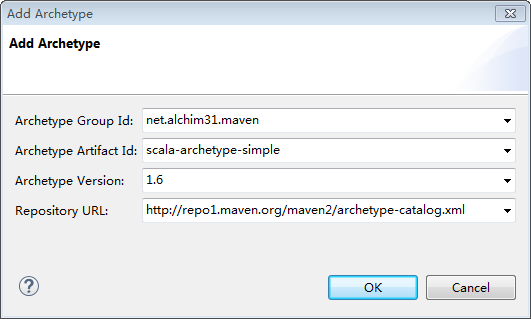 Add Archetype
Add Archetype
Archetype Group Id: net.alchim31.maven
Archetype Artifact Id: scala-archetype-simple
Archetype Version: 1.6
Repository URL: http://repo1.maven.org/maven2/archetype-catalog.xml
? OK Cancel